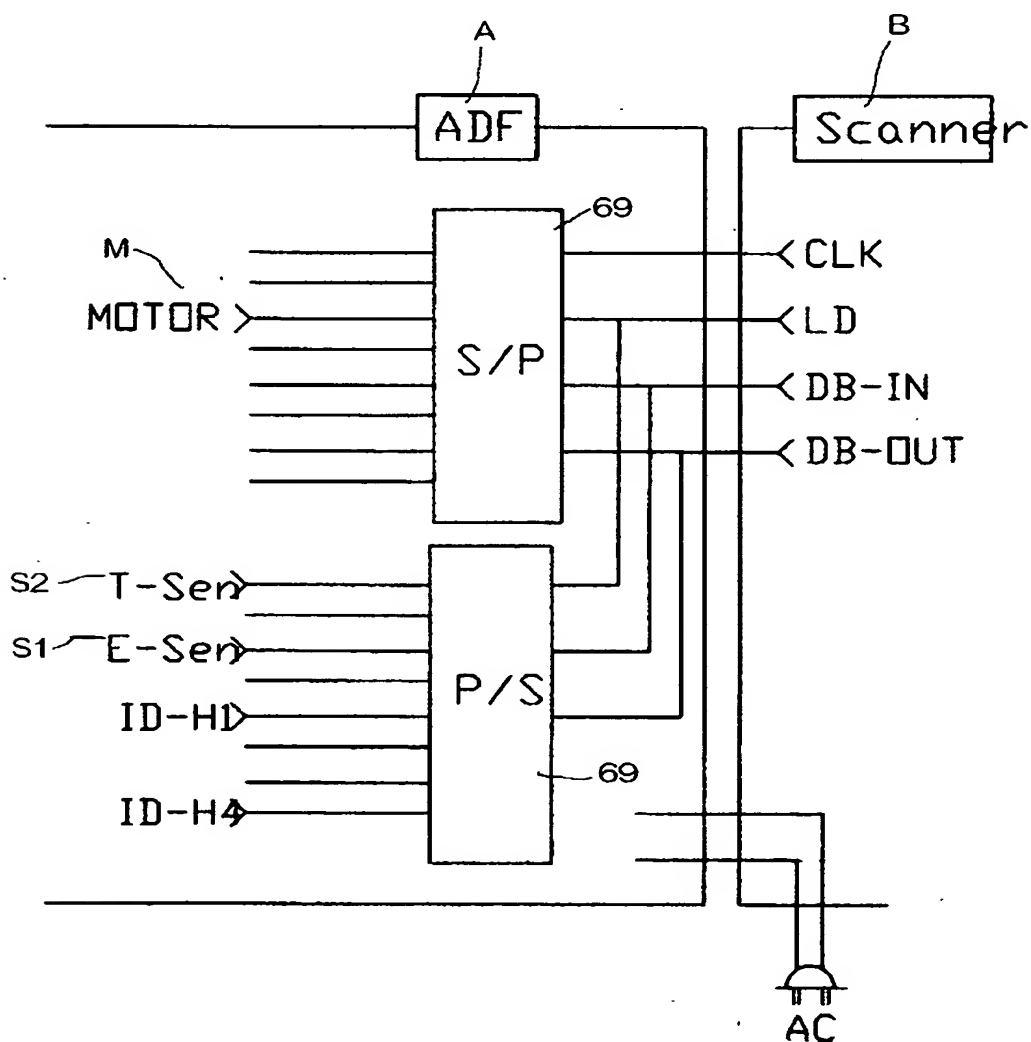 A
B
ADF
Scanner
69
M
CLK
MOTOR
LD
S/P
DB-IN
DB-OUT
S2 T-Sen
S1 E-Sen
P/S
ID-H1
69
ID-H4
AC